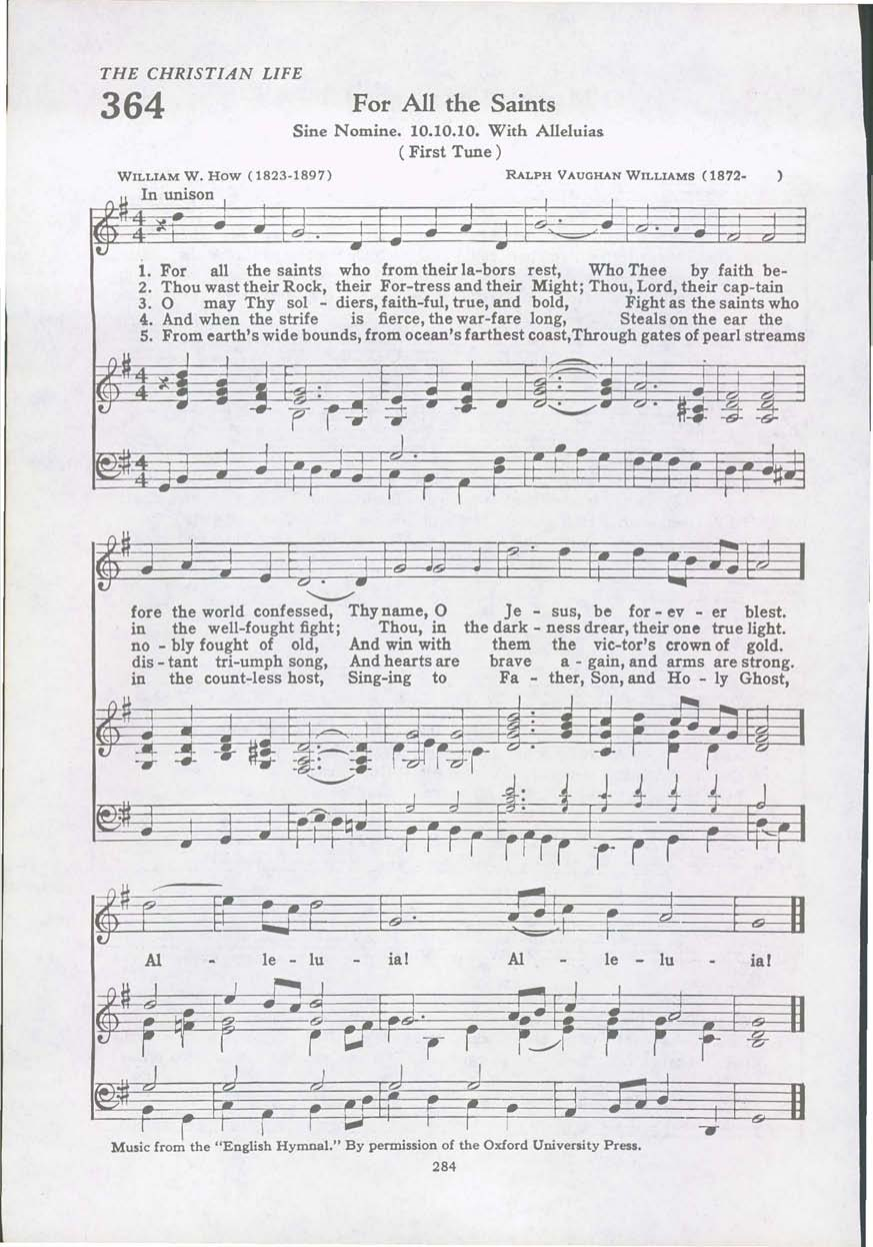 THE CHRISTIAN LIFE
364
For All the Saints
Sine Nomine. 10.10.10. With Alleluias
( First Tune )
WILLIAM W. HOW (1823-1897) RALPH VAUGHAN WILLIAMS (1872- )
In unison
1. For all the saints who from their la-bors rest, Who Thee by faith be-
2. Thou wast their Rock, their For-tress and their Might; Thou, Lord, their cap-tain
3. O may Thy sol - diers, faith-ful, true, and bold, Fight as the saints who
4. And when the strife is fierce, the war-fare long, Steals on the ear the
5. From earth's wide bounds, from ocean's farthest coast, Through gates of pearl streams
fore the world confessed, Thy name, O Je - sus, be for - ev - er blest.
in the well-fought fight; Thou, in the dark - ness drear, their one true light.
no - bly fought of old, And win with them the vic-tor's crown of gold.
dis - tant tri-umph song, And hearts are brave a - gain, and arms are strong.
in the count-less host, Sing-ing to Fa - ther, Son, and Ho - ly Ghost,
Al - le - lu - ia! Al - le - lu - ia!
Music from the "English Hymnal." By permission of the Oxford University Press.
284